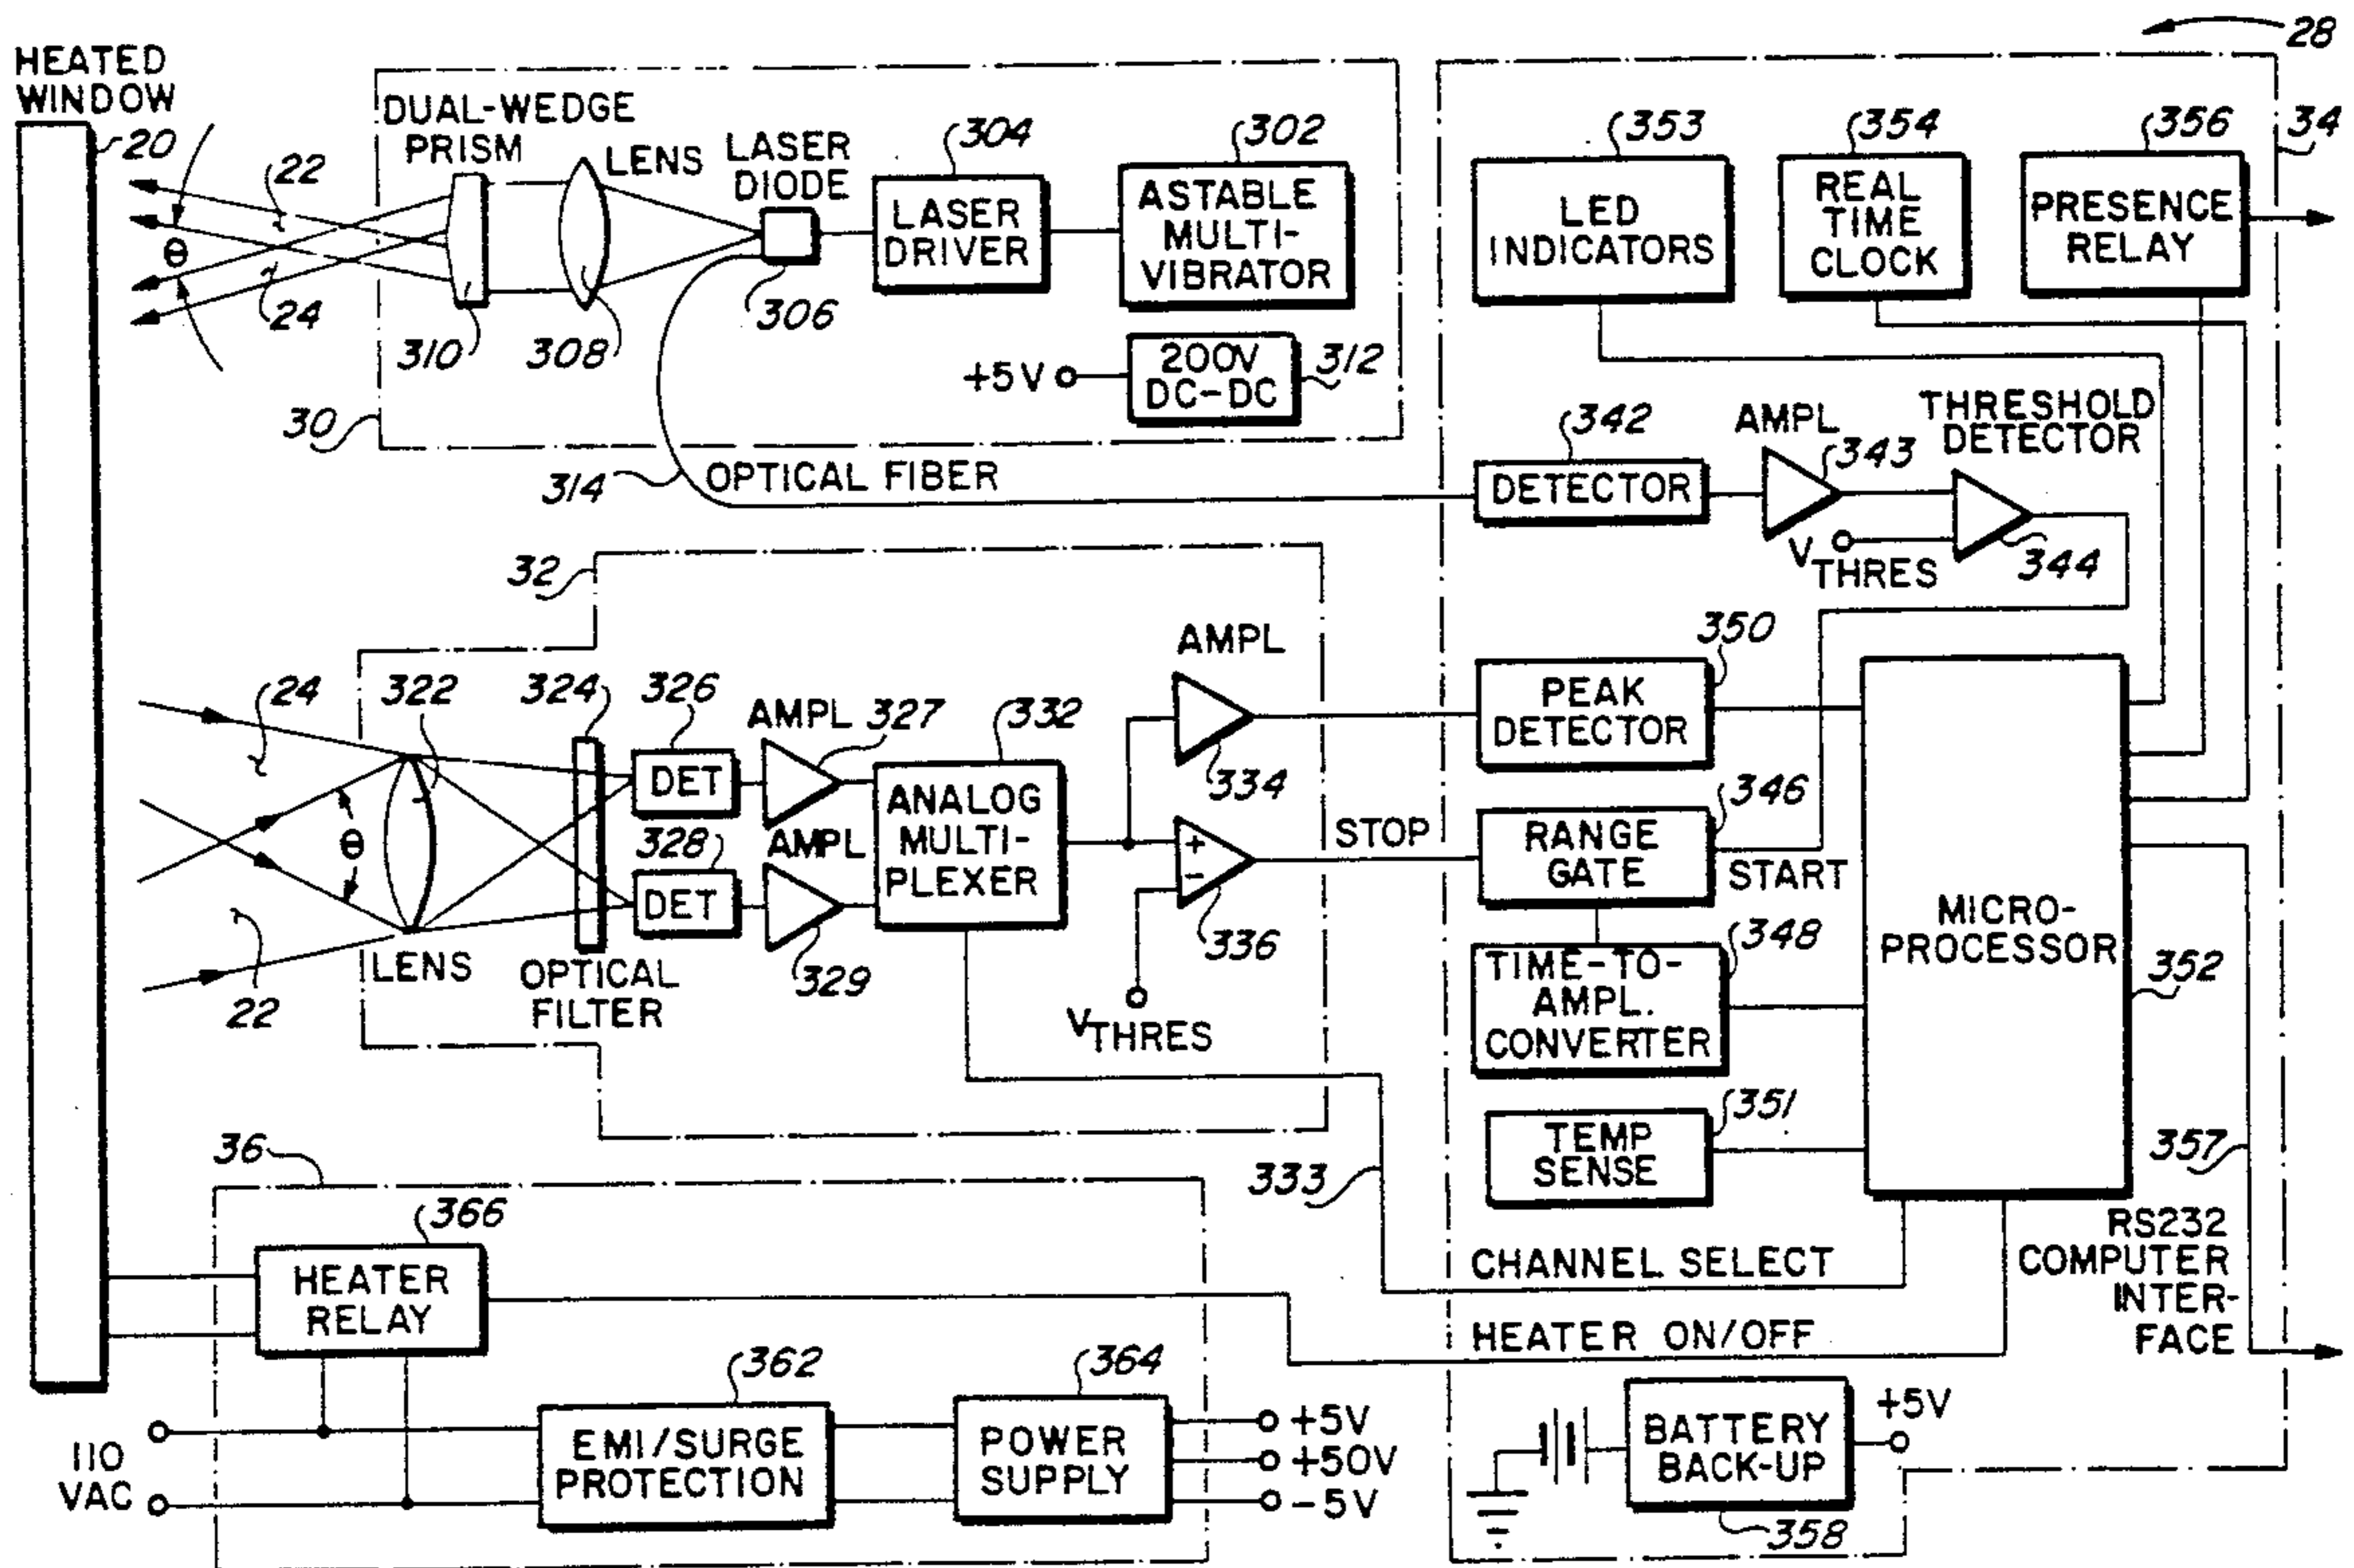 28
HEATED
WINDOW
20
DUAL-WEDGE
PRISM
LENS
LASER
DIODE
304
302
22
θ
24
310
308
306
LASER
DRIVER
ASTABLE
MULTI-
VIBRATOR
+5V
200V
DC-DC
312
30
314
OPTICAL FIBER
353
354
356
34
LED
INDICATORS
REAL
TIME
CLOCK
PRESENCE
RELAY
342
DETECTOR
AMPL
343
THRESHOLD
DETECTOR
VTHRES
344
32
24
322
324
326
AMPL 327
332
AMPL
334
θ
DET
328
DET
AMPL
329
ANALOG
MULTI-
PLEXER
+
−
336
STOP
22
LENS
OPTICAL
FILTER
VTHRES
350
PEAK
DETECTOR
346
RANGE
GATE
START
348
TIME-TO-
AMPL.
CONVERTER
351
TEMP
SENSE
MICRO-
PROCESSOR
352
357
333
CHANNEL SELECT
HEATER ON/OFF
RS232
COMPUTER
INTER-
FACE
36
366
HEATER
RELAY
362
EMI/SURGE
PROTECTION
364
POWER
SUPPLY
+5V
+50V
-5V
110
VAC
BATTERY
BACK-UP
+5V
358